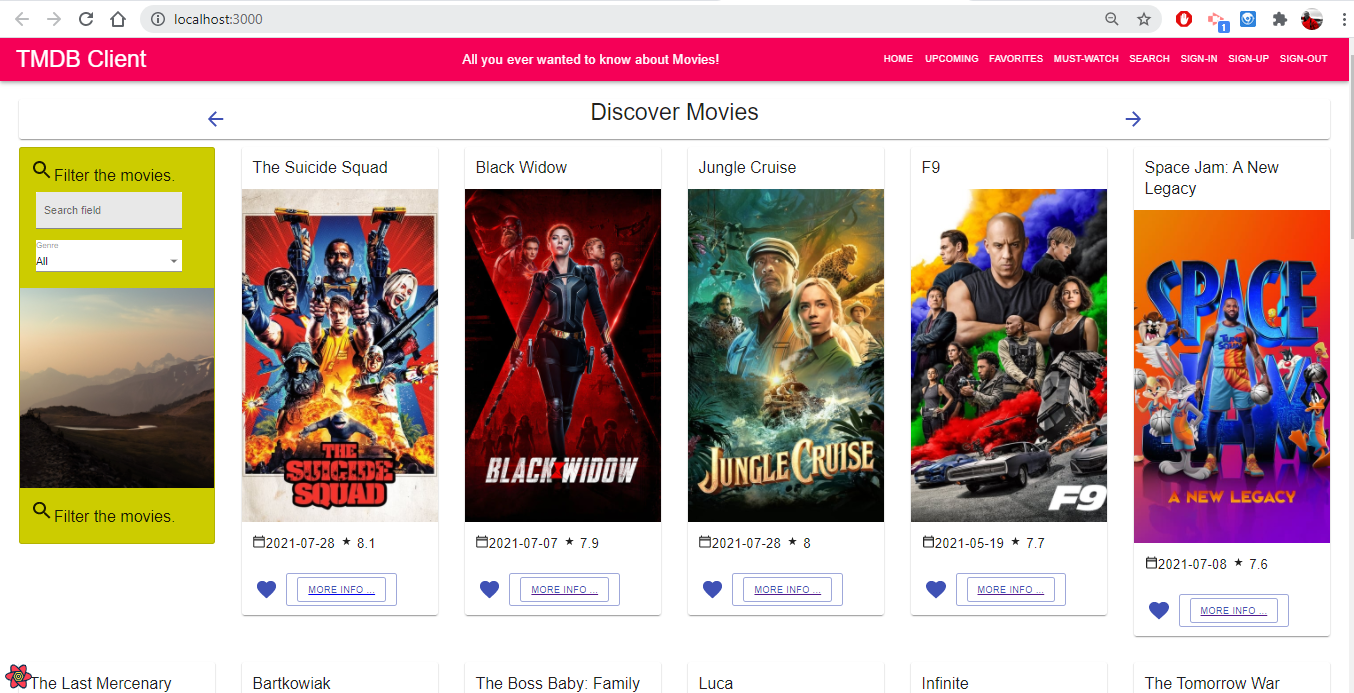 localhost:3000
1
TMDB Client
All you ever wanted to know about Movies!
HOME UPCOMING FAVORITES MUST-WATCH SEARCH SIGN-IN SIGN-UP SIGN-OUT
Discover Movies
Filter the movies.
Search field
Genre
All
Filter the movies.
The Suicide Squad
THE
SUICIDE
SQUAD
2021-07-28 ★ 8.1
MORE INFO ...
Black Widow
BLACK WIDOW
2021-07-07 ★ 7.9
MORE INFO ...
Jungle Cruise
JUNGLE CRUISE
2021-07-28 ★ 8
MORE INFO ...
F9
F9
2021-05-19 ★ 7.7
MORE INFO ...
Space Jam: A New
Legacy
SPACE
JAM
TUNE
SQUAD
A NEW LEGACY
2021-07-08 ★ 7.6
MORE INFO ...
The Last Mercenary
Bartkowiak
The Boss Baby: Family
Luca
Infinite
The Tomorrow War